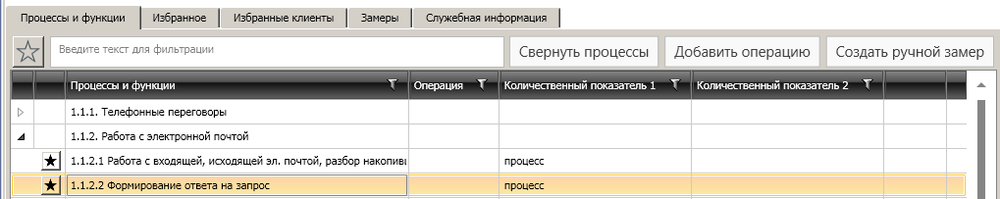 Процессы и функции Избранное Избранные клиенты Замеры Служебная информация
Введите текст для фильтрации Свернуть процессы Добавить операцию Создать ручной замер
Процессы и функции Операция Количественный показатель 1 Количественный показатель 2
1.1.1. Телефонные переговоры
1.1.2. Работа с электронной почтой
1.1.2.1 Работа с входящей, исходящей эл. почтой, разбор накопив процесс
1.1.2.2 Формирование ответа на запрос процесс